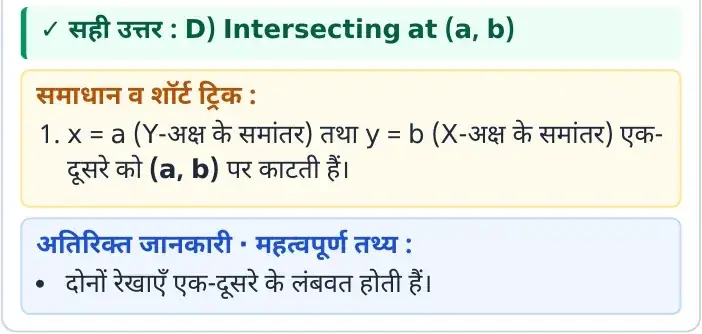 ✓ सही उत्तर : D) Intersecting at (a, b)
समाधान व शॉर्ट ट्रिक :
1. x = a (Y-अक्ष के समांतर) तथा y = b (X-अक्ष के समांतर) एक-
दूसरे को (a, b) पर काटती हैं।
अतिरिक्त जानकारी · महत्वपूर्ण तथ्य :
• दोनों रेखाएँ एक-दूसरे के लंबवत होती हैं।